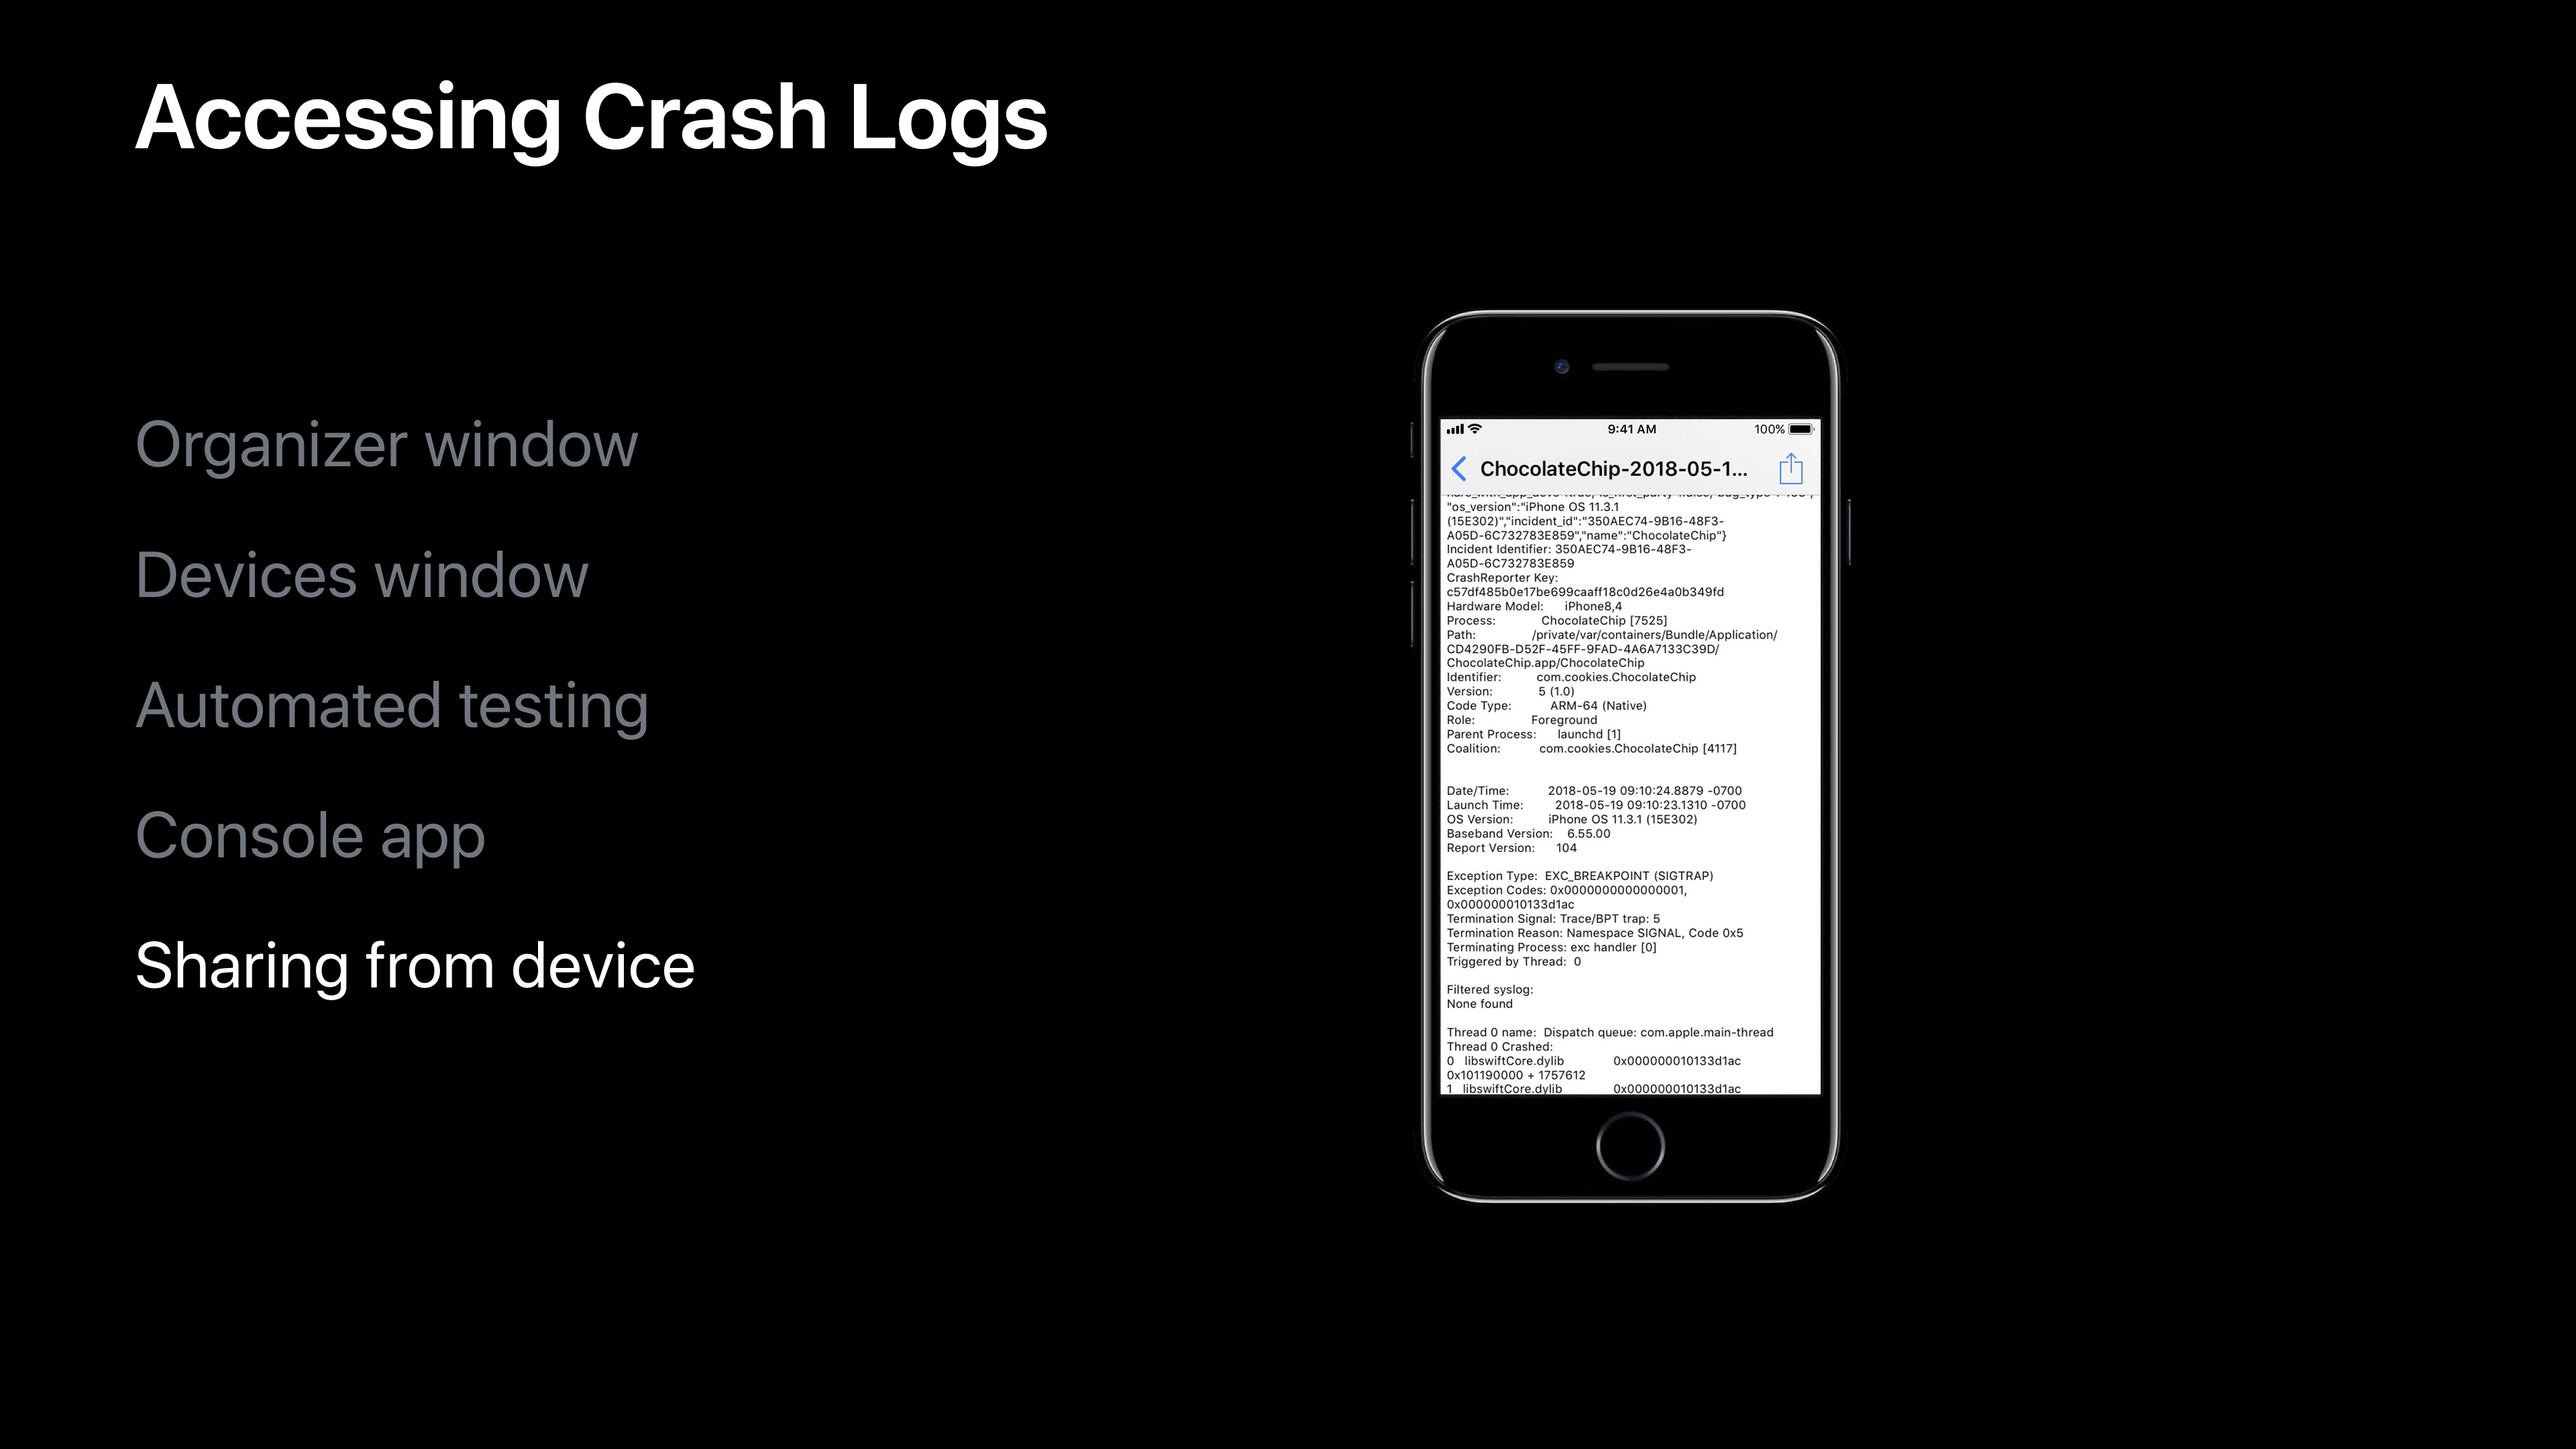 Accessing Crash Logs
Organizer window
Devices window
Automated testing
Console app
Sharing from device
9:41 AM
100%
ChocolateChip-2018-05-1...
"os_version":"iPhone OS 11.3.1
(15E302)","incident_id":"350AEC74-9B16-48F3-
A05D-6C732783E859","name":"ChocolateChip"}
Incident Identifier: 350AEC74-9B16-48F3-
A05D-6C732783E859
CrashReporter Key:
c57df485b0e17be699caaff18c0d26e4a0b349fd
Hardware Model: iPhone8,4
Process: ChocolateChip [7525]
Path: /private/var/containers/Bundle/Application/
CD4290FB-D52F-45FF-9FAD-4A6A7133C39D/
ChocolateChip.app/ChocolateChip
Identifier: com.cookies.ChocolateChip
Version: 5 (1.0)
Code Type: ARM-64 (Native)
Role: Foreground
Parent Process: launchd [1]
Coalition: com.cookies.ChocolateChip [4117]
Date/Time: 2018-05-19 09:10:24.8879 -0700
Launch Time: 2018-05-19 09:10:23.1310 -0700
OS Version: iPhone OS 11.3.1 (15E302)
Baseband Version: 6.55.00
Report Version: 104
Exception Type: EXC_BREAKPOINT (SIGTRAP)
Exception Codes: 0x0000000000000001,
0x000000010133d1ac
Termination Signal: Trace/BPT trap: 5
Termination Reason: Namespace SIGNAL, Code 0x5
Terminating Process: exc handler [0]
Triggered by Thread: 0
Filtered syslog:
None found
Thread 0 name: Dispatch queue: com.apple.main-thread
Thread 0 Crashed:
0 libswiftCore.dylib 0x000000010133d1ac
0x101190000 + 1757612
1 libswiftCore.dylib 0x000000010133d1ac